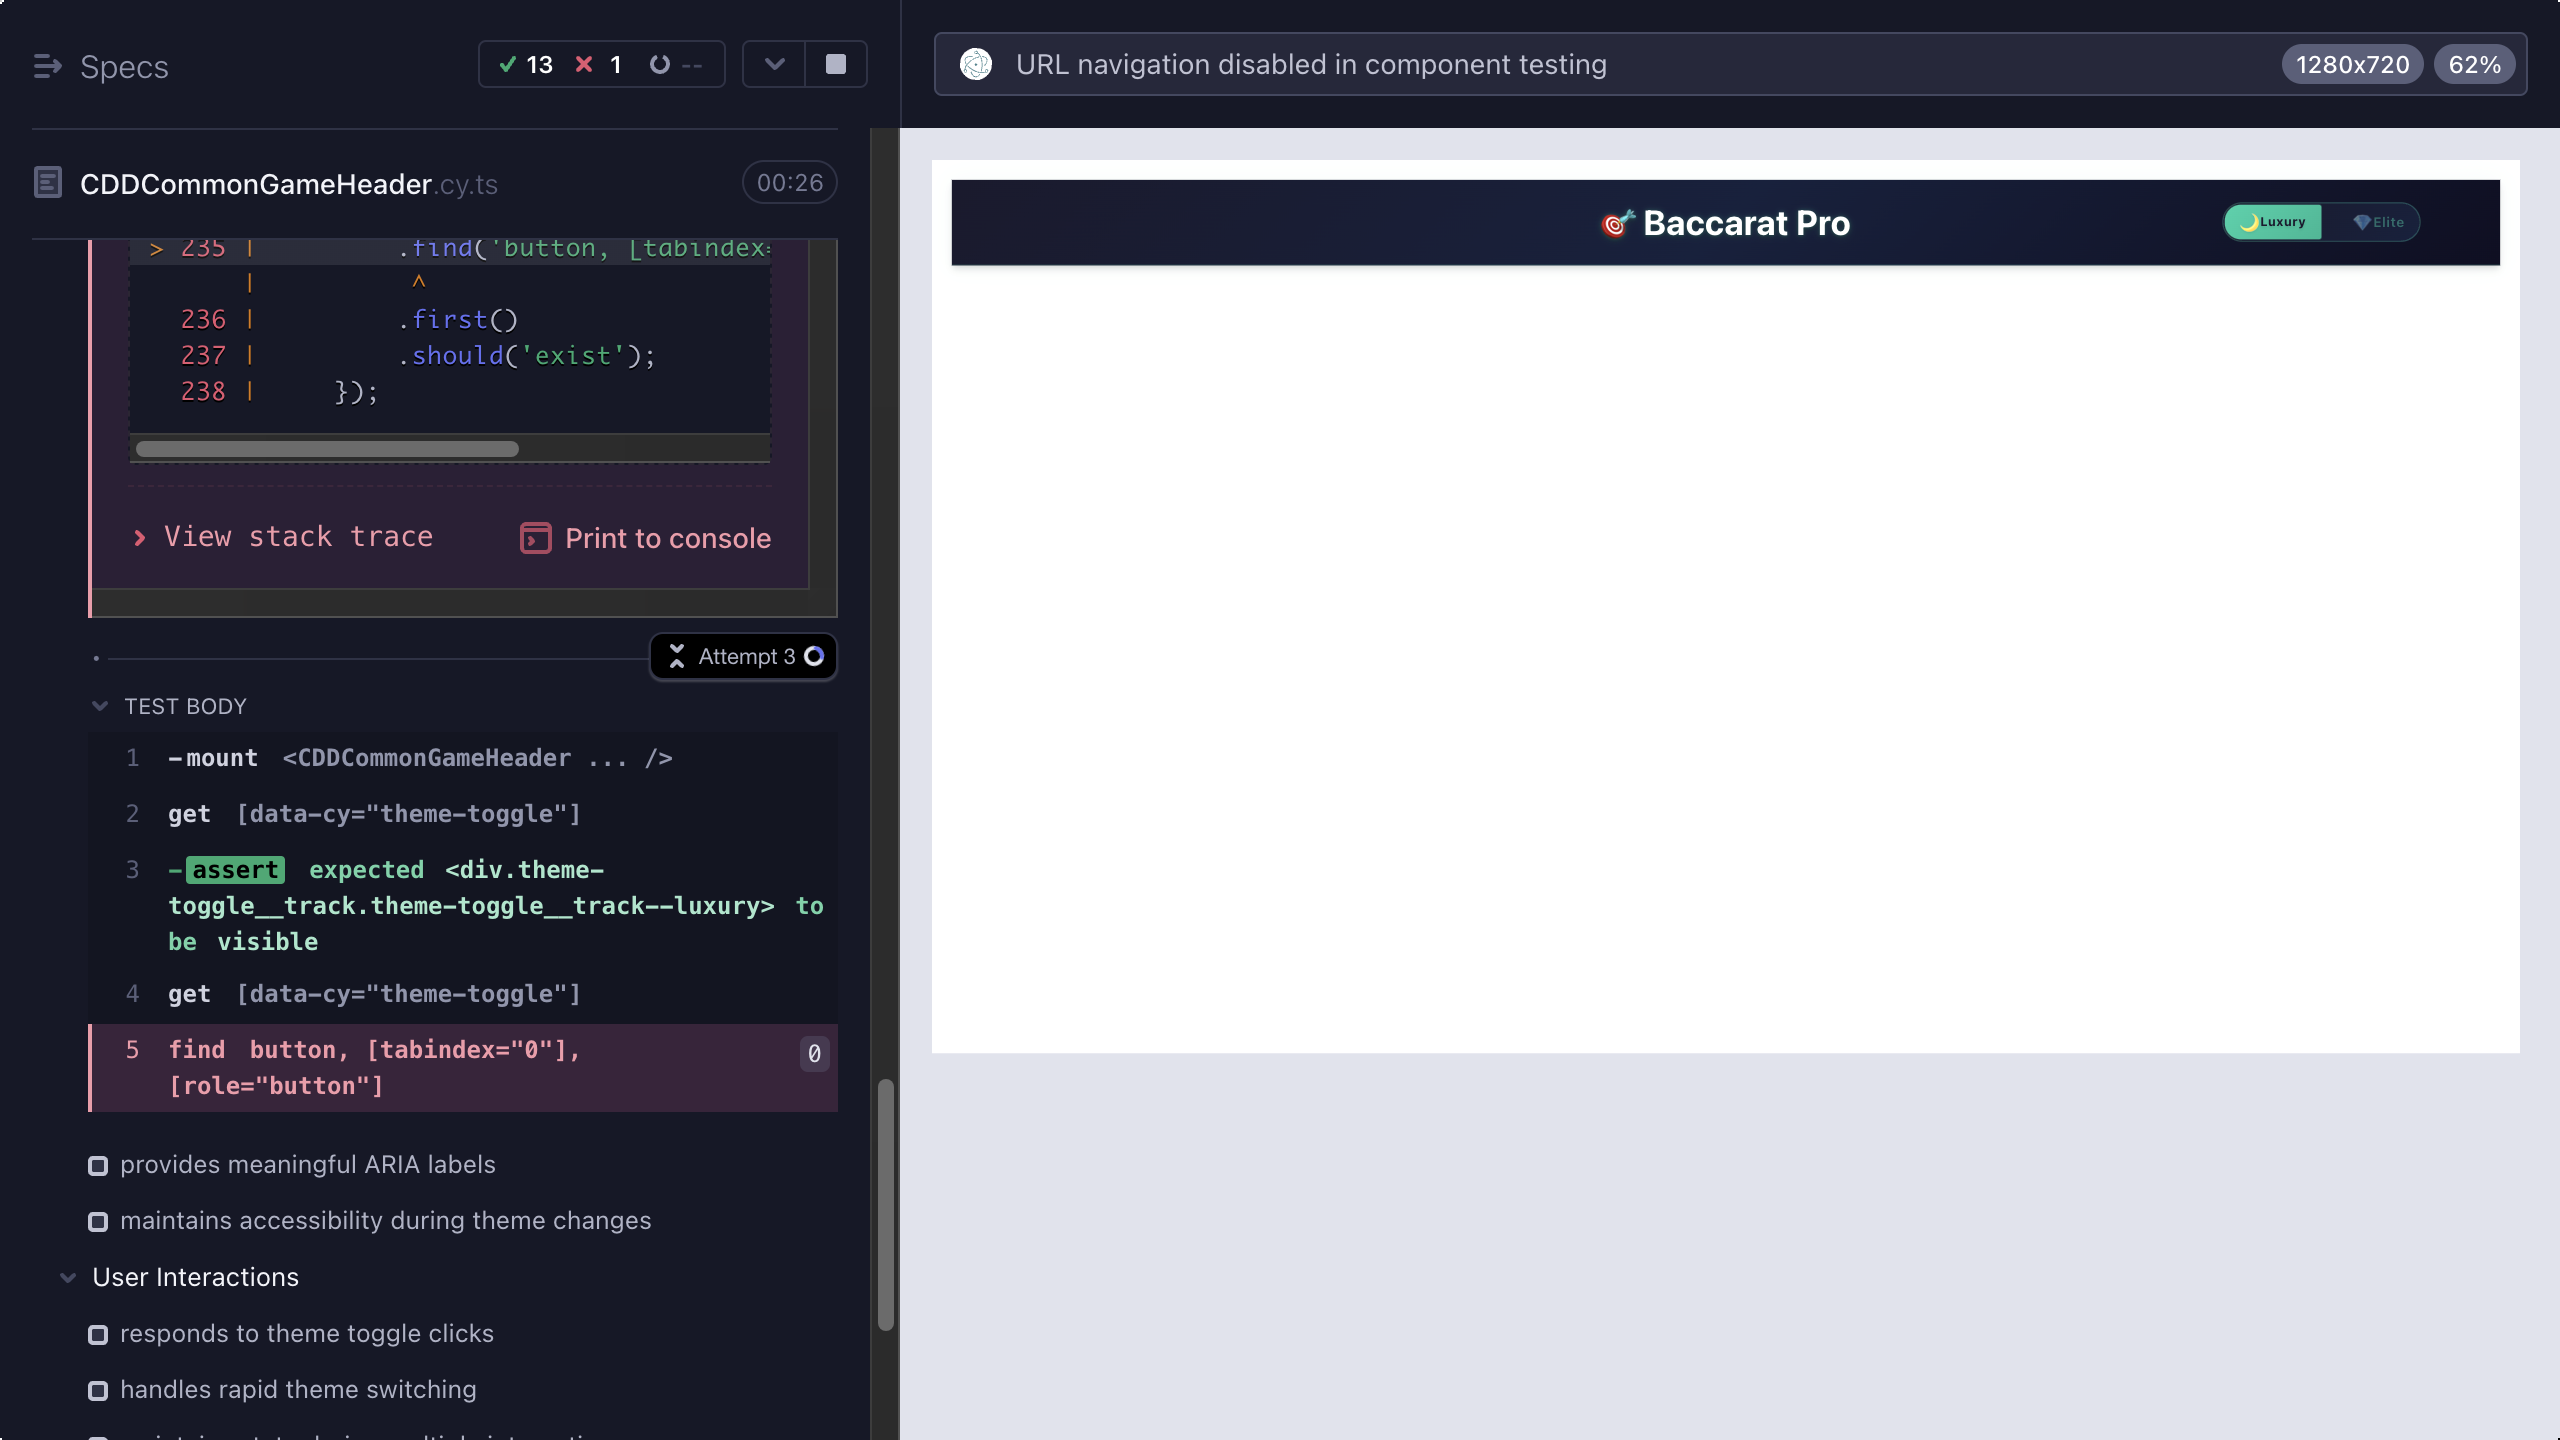 Specs
13 1 --
URL navigation disabled in component testing
1280x720 62%
CDDCommonGameHeader.cy.ts
00:26
> 235 | .find('button, [tabindex=
| ^
236 | .first()
237 | .should('exist');
238 | });
View stack trace
Print to console
Attempt 3
TEST BODY
1 -mount <CDDCommonGameHeader ... />
2 get [data-cy="theme-toggle"]
3 -assert expected <div.theme-
toggle__track.theme-toggle__track--luxury> to
be visible
4 get [data-cy="theme-toggle"]
5 find button, [tabindex="0"], 0
[role="button"]
provides meaningful ARIA labels
maintains accessibility during theme changes
User Interactions
responds to theme toggle clicks
handles rapid theme switching
🎯 Baccarat Pro
🌙Luxury
💎Elite